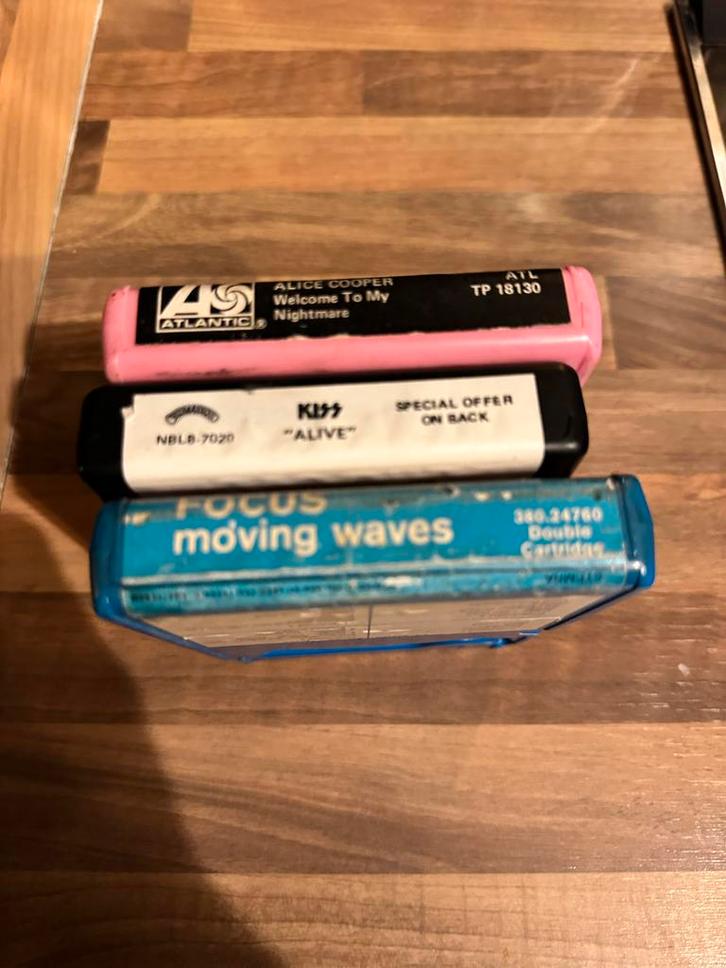 ALICE COOPER
Welcome To My
Nightmare
ATL
TP 18130
ATLANTIC®
NBLB-7020
KISS
"ALIVE"
SPECIAL OFFER
ON BACK
FOCUS
moving waves
380.24760
Double
Cartridge